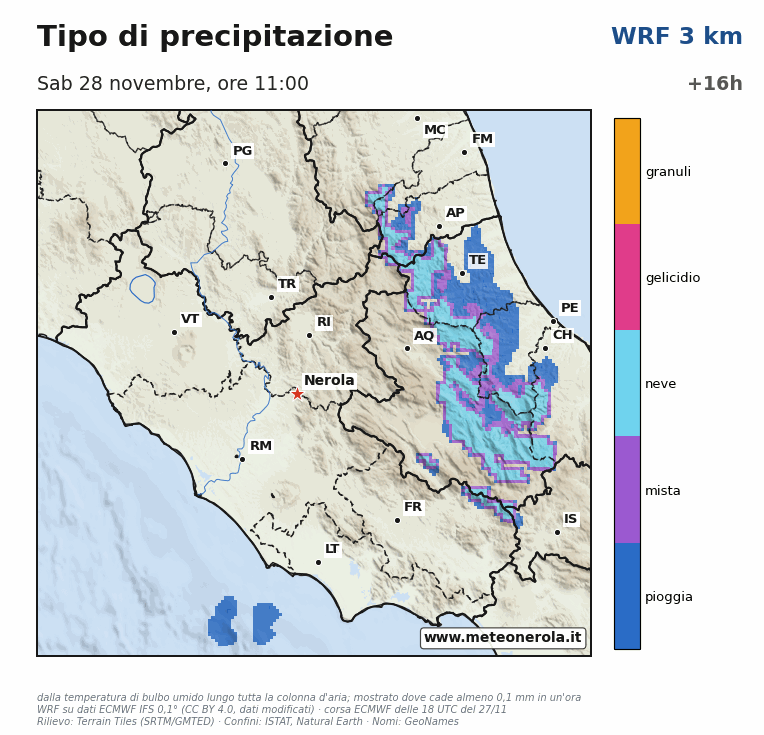 Tipo di precipitazione
WRF 3 km
Sab 28 novembre, ore 11:00
+16h
MC
FM
PG
AP
TE
TR
PE
VT
RI
AQ
CH
Nerola
RM
FR
IS
LT
www.meteonerola.it
granuli
gelicidio
neve
mista
pioggia
dalla temperatura di bulbo umido lungo tutta la colonna d'aria; mostrato dove cade almeno 0,1 mm in un'ora
WRF su dati ECMWF IFS 0,1° (CC BY 4.0, dati modificati) · corsa ECMWF delle 18 UTC del 27/11
Rilievo: Terrain Tiles (SRTM/GMTED) · Confini: ISTAT, Natural Earth · Nomi: GeoNames